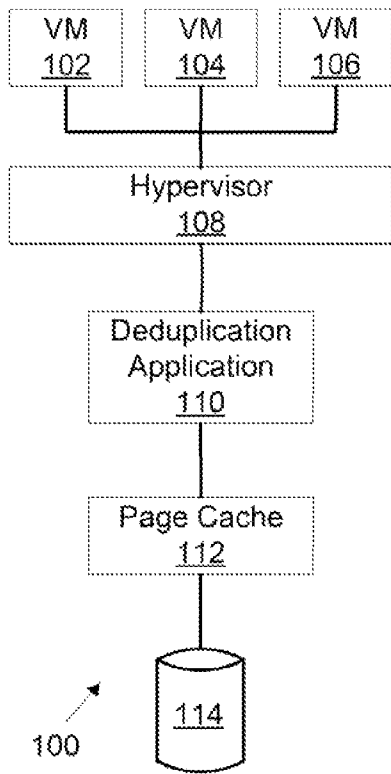 VM VM VM
102 104 106
Hypervisor
108
Deduplication
Application
110
Page Cache
112
114
100